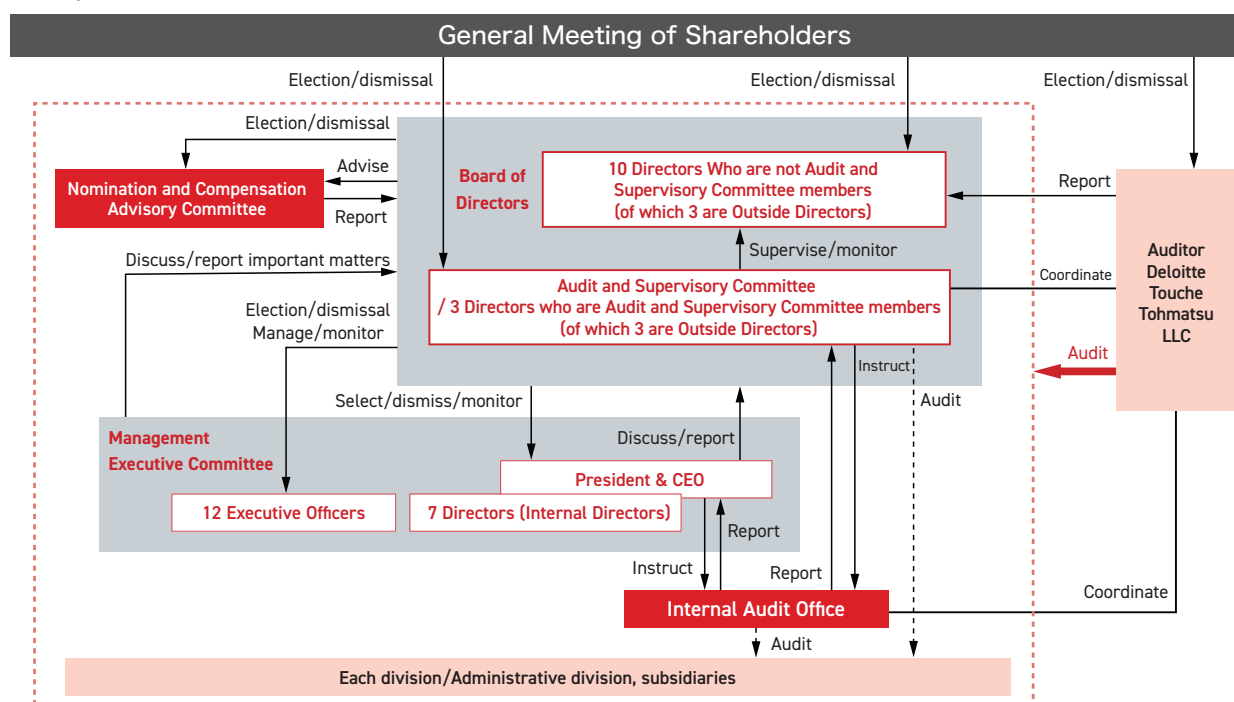 General Meeting of Shareholders
Election/dismissal
Election/dismissal
Election/dismissal
Election/dismissal
Advise
Report
Nomination and Compensation
Advisory Committee
Board of
Directors
10 Directors Who are not Audit and
Supervisory Committee members
(of which 3 are Outside Directors)
Report
Supervise/monitor
Discuss/report important matters
Audit and Supervisory Committee
/ 3 Directors who are Audit and Supervisory Committee members
(of which 3 are Outside Directors)
Coordinate
Auditor
Deloitte
Touche
Tohmatsu
LLC
Election/dismissal
Manage/monitor
Audit
Instruct
Select/dismiss/monitor
Audit
Management
Executive Committee
Discuss/report
President & CEO
12 Executive Officers
7 Directors (Internal Directors)
Report
Instruct
Report
Internal Audit Office
Coordinate
Audit
Each division/Administrative division, subsidiaries